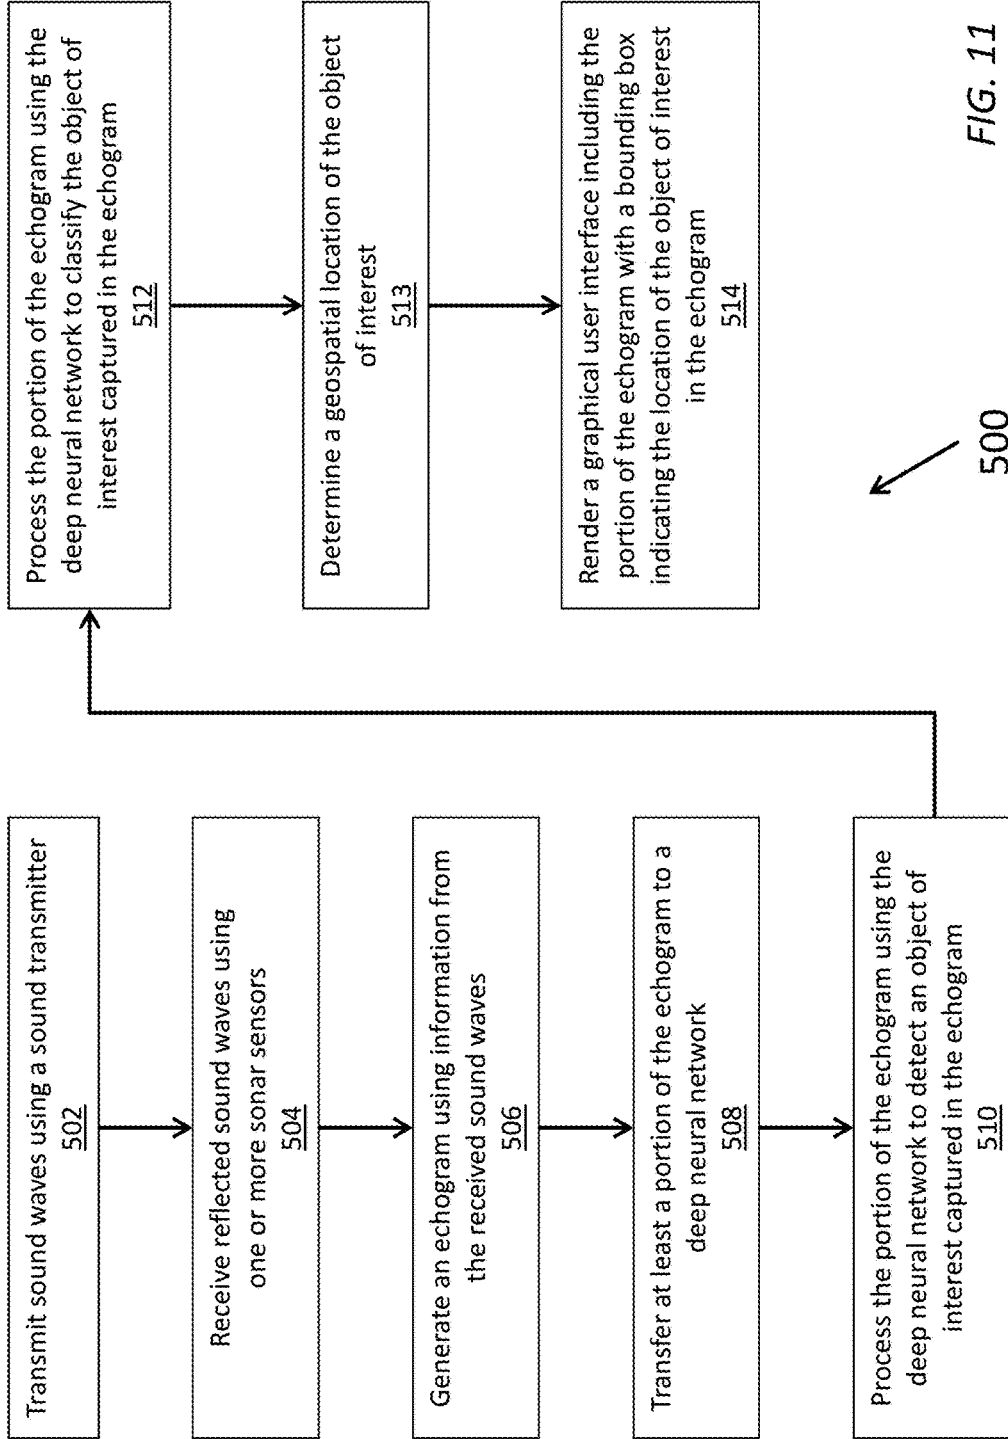 Transmit sound waves using a sound transmitter
502
Receive reflected sound waves using
one or more sonar sensors
504
Generate an echogram using information from
the received sound waves
506
Transfer at least a portion of the echogram to a
deep neural network
508
Process the portion of the echogram using the
deep neural network to detect an object of
interest captured in the echogram
510
Process the portion of the echogram using the
deep neural network to classify the object of
interest captured in the echogram
512
Determine a geospatial location of the object
of interest
513
Render a graphical user interface including the
portion of the echogram with a bounding box
indicating the location of the object of interest
in the echogram
514
500
FIG. 11